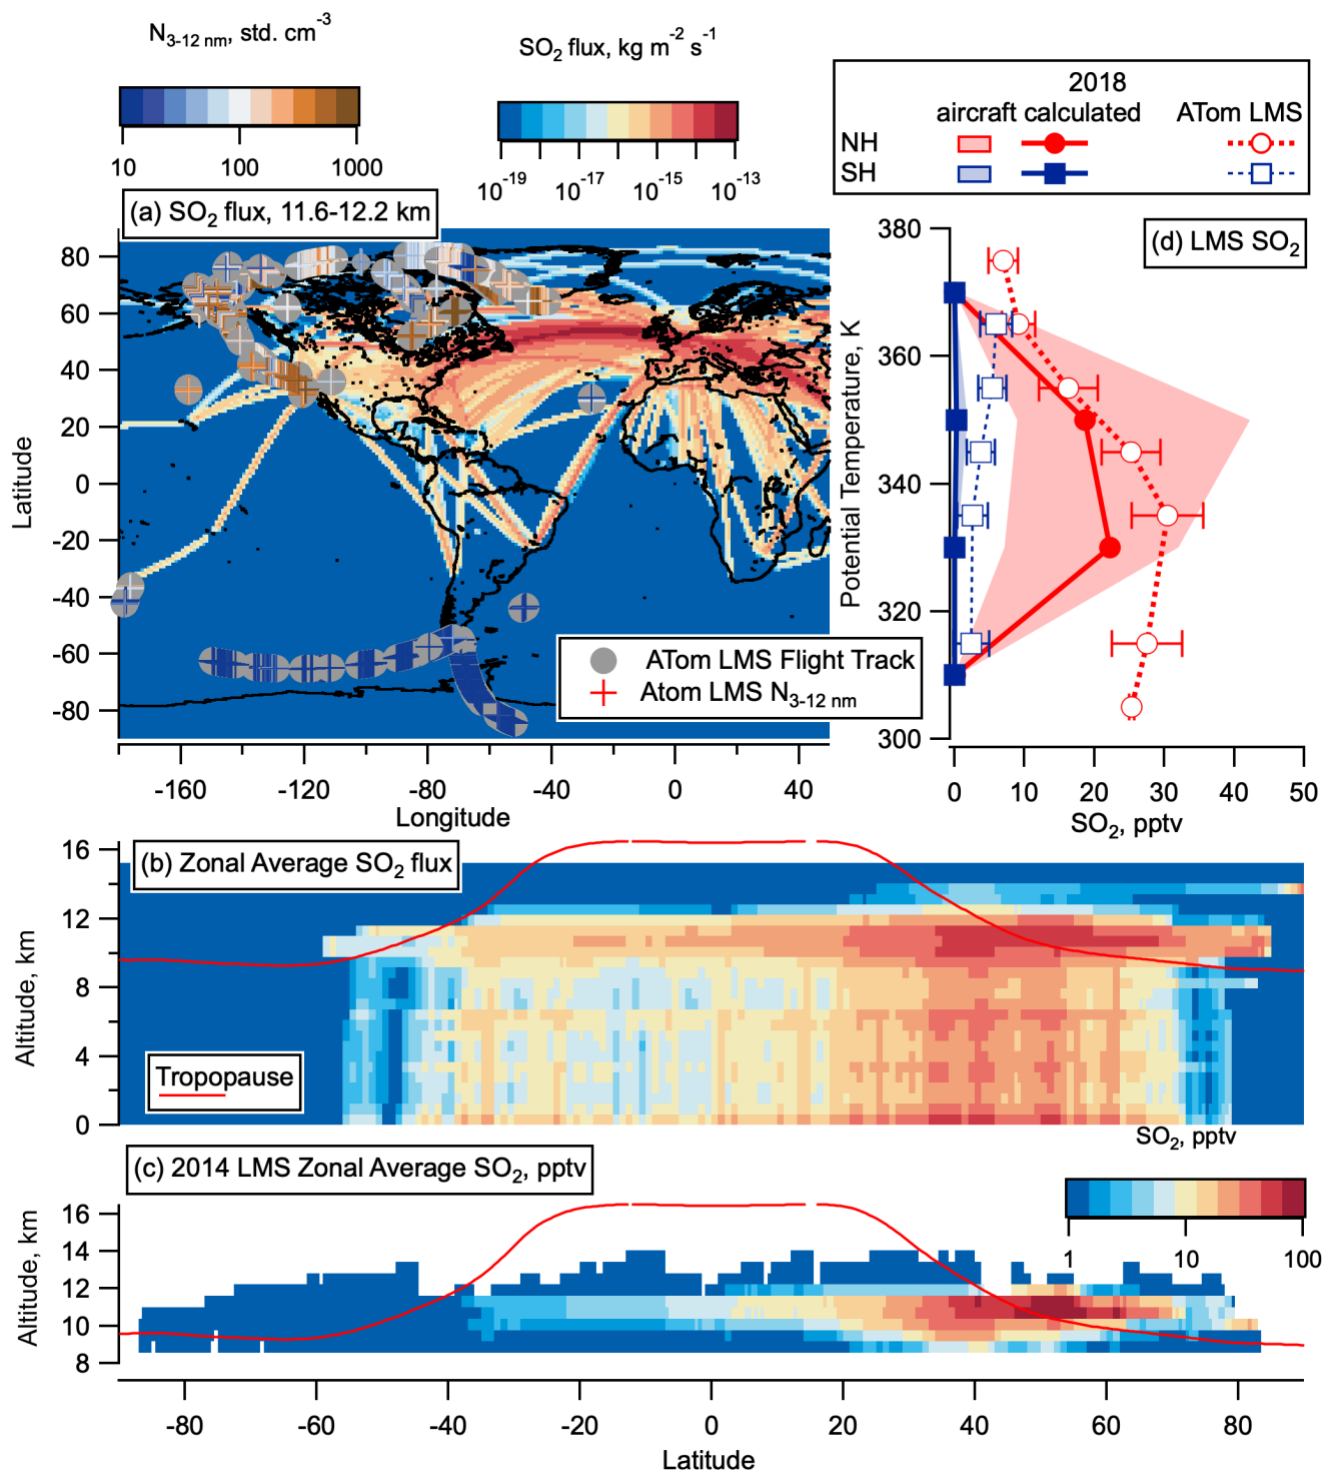 N3-12 nm, std. cm-3
SO2 flux, kg m-2 s-1
10 100 1000
10-19 10-17 10-15 10-13
2018
aircraft calculated ATom LMS
NH
SH
(a) SO2 flux, 11.6-12.2 km
80
60
40
20
0
-20
-40
-60
-80
Latitude
ATom LMS Flight Track
Atom LMS N3-12 nm
-160 -120 -80 -40 0 40
Longitude
(d) LMS SO2
380
360
340
320
300
Potential Temperature, K
0 10 20 30 40 50
SO2, pptv
(b) Zonal Average SO2 flux
16
12
8
4
0
Altitude, km
Tropopause
(c) 2014 LMS Zonal Average SO2, pptv
SO2, pptv
1 10 100
16
14
12
10
8
Altitude, km
-80 -60 -40 -20 0 20 40 60 80
Latitude